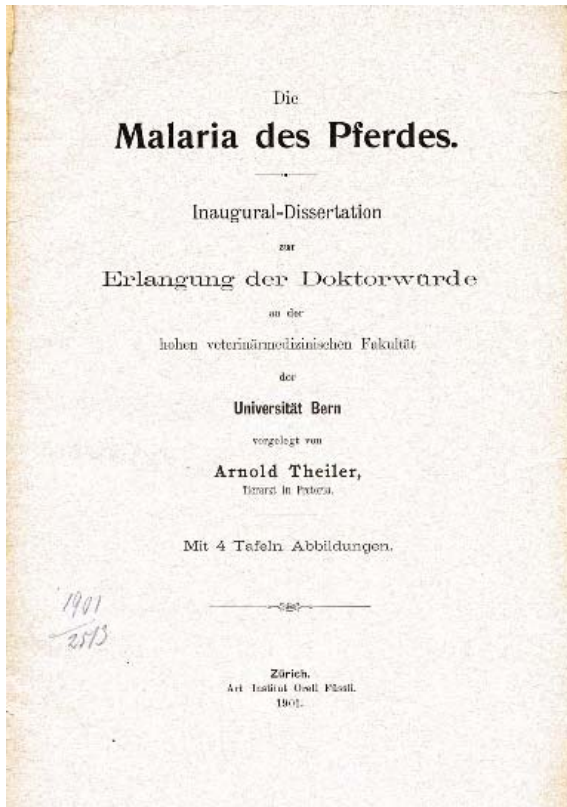 Die
Malaria des Pferdes.
Inaugural-Dissertation
zur
Erlangung der Doktorwürde
an der
hohen veterinärmedizinischen Fakultät
der
Universität Bern
vorgelegt von
Arnold Theiler,
Tierarzt in Pretoria.
Mit 4 Tafeln Abbildungen.
1901
2513
Zürich.
Art. Institut Orell Füssli.
1901.